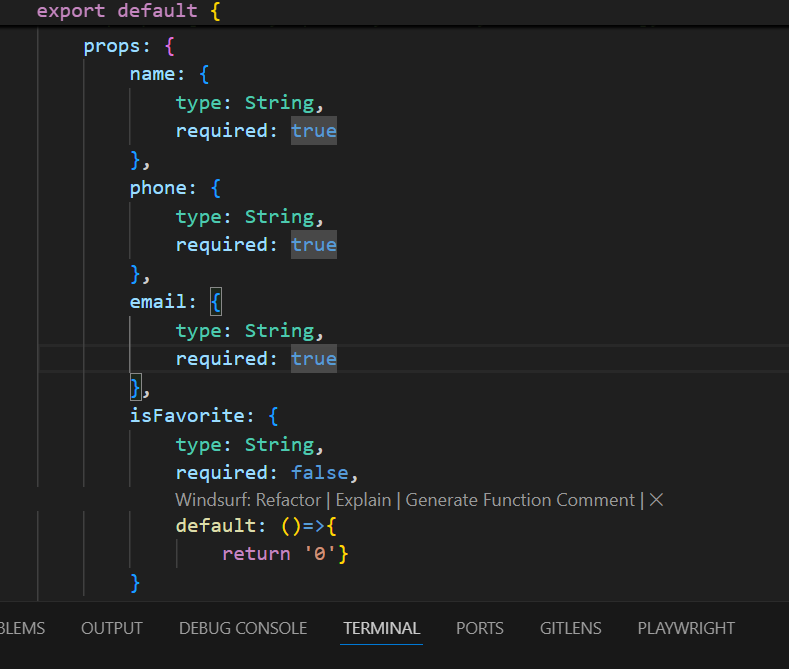 export default {
props: {
name: {
type: String,
required: true
},
phone: {
type: String,
required: true
},
email: {
type: String,
required: true
},
isFavorite: {
type: String,
required: false,
Windsurf: Refactor | Explain | Generate Function Comment | ×
default: ()=>{
return '0'}
}
BLEMS OUTPUT DEBUG CONSOLE TERMINAL PORTS GITLENS PLAYWRIGHT